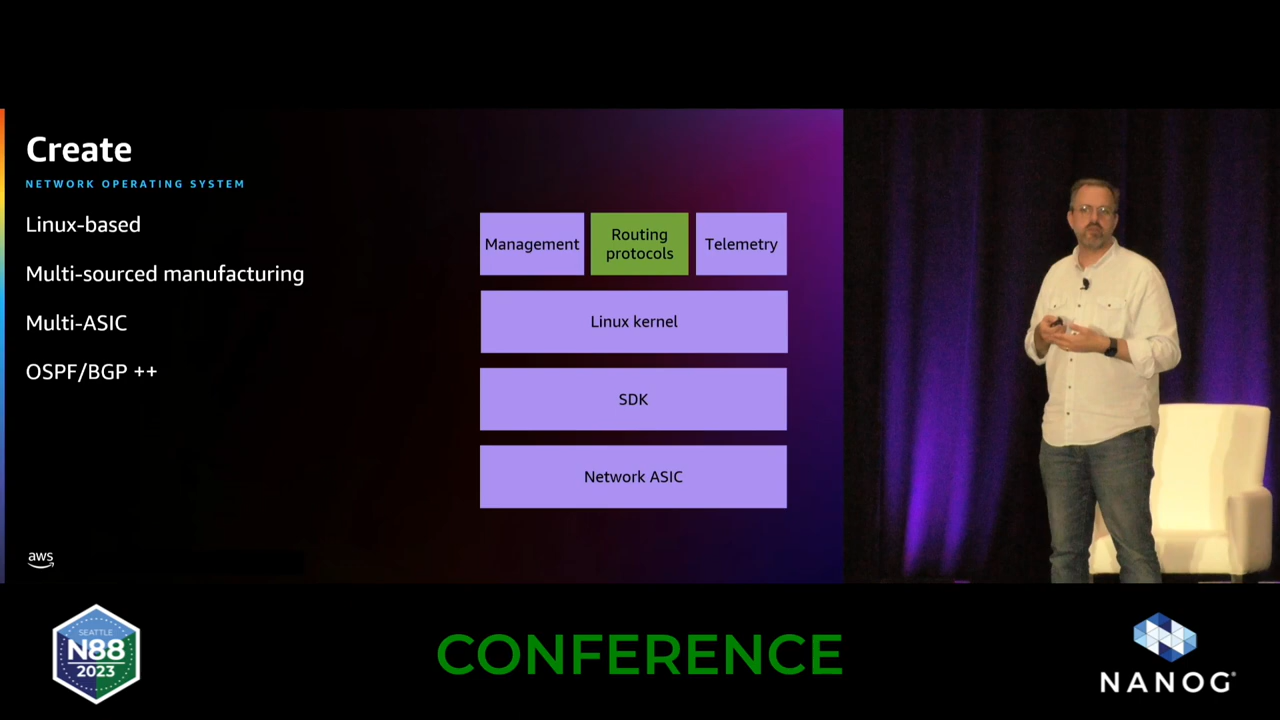 Create
NETWORK OPERATING SYSTEM
Linux-based
Multi-sourced manufacturing
Multi-ASIC
OSPF/BGP ++
Management
Routing
protocols
Telemetry
Linux kernel
SDK
Network ASIC
aws
SEATTLE
N88
2023
CONFERENCE
NANOG®